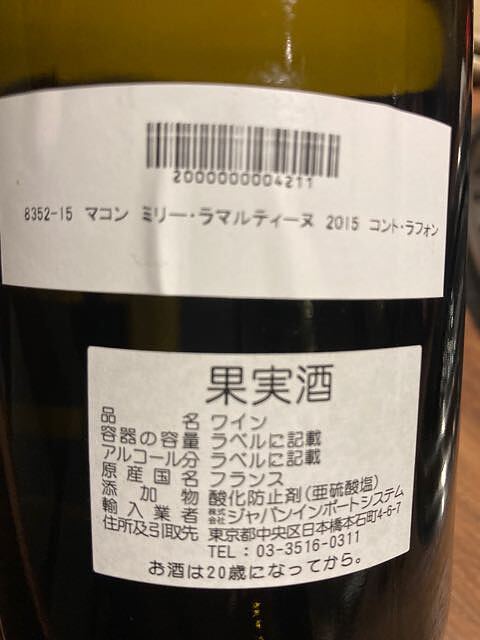 2000000004211
8352-15 マコン ミリー・ラマルティーヌ 2015 コント・ラフォン
果実酒
品名 ワイン
容器の容量 ラベルに記載
アルコール分 ラベルに記載
原産国名 フランス
添加物 酸化防止剤(亜硫酸塩)
輸入業者 株式会社ジャパンインポートシステム
住所及引取先 東京都中央区日本橋本石町4-6-7
TEL : 03-3516-0311
お酒は20歳になってから。